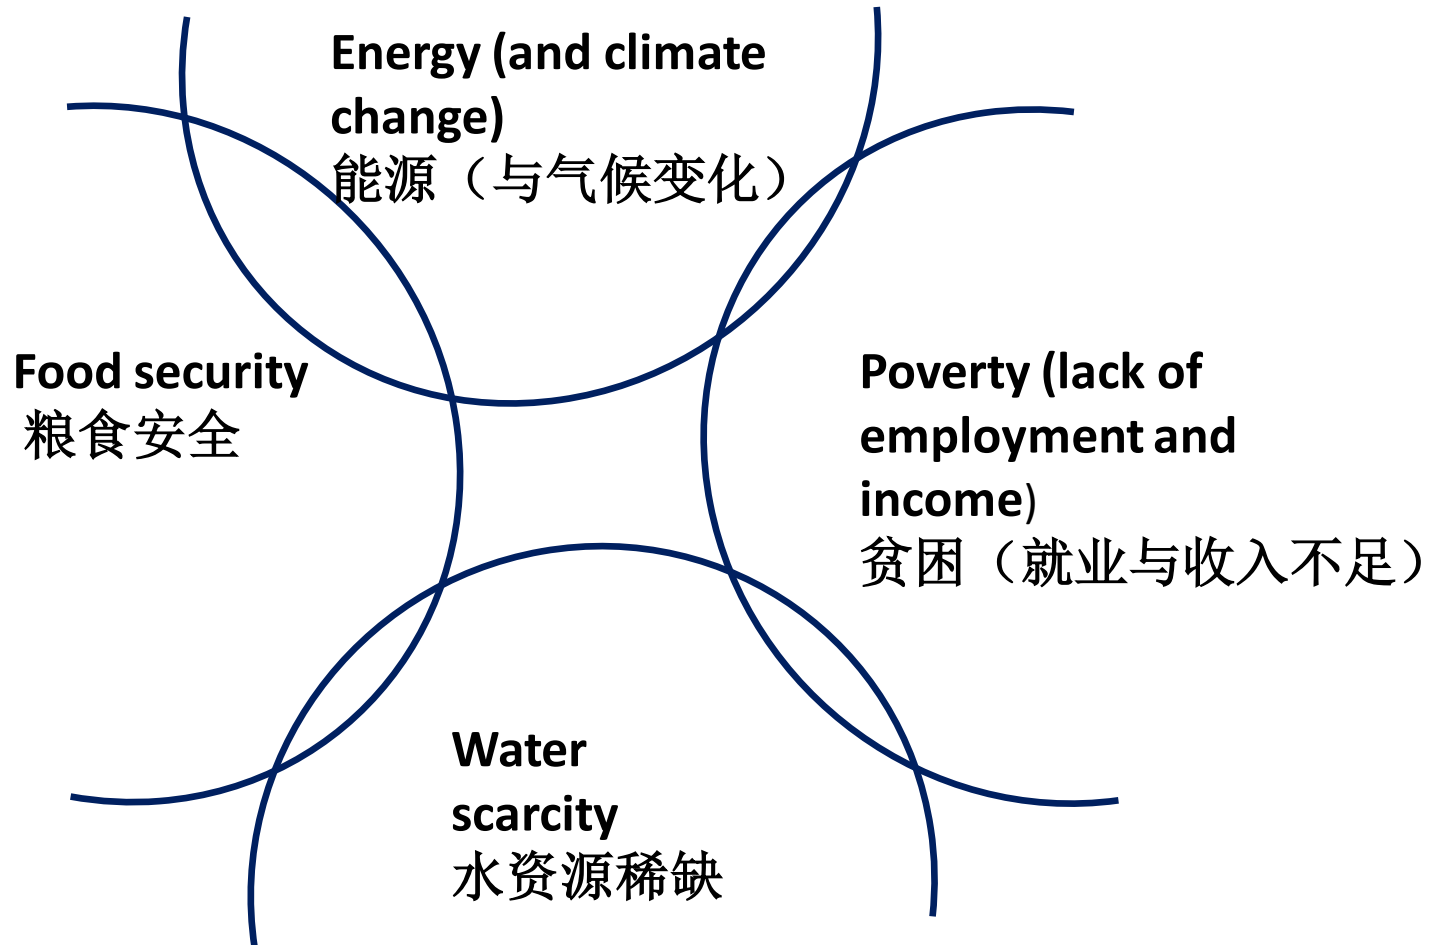 Energy (and climate
change)
能源（与气候变化）
Food security
粮食安全
Poverty (lack of
employment and
income)
贫困（就业与收入不足）
Water
scarcity
水资源稀缺